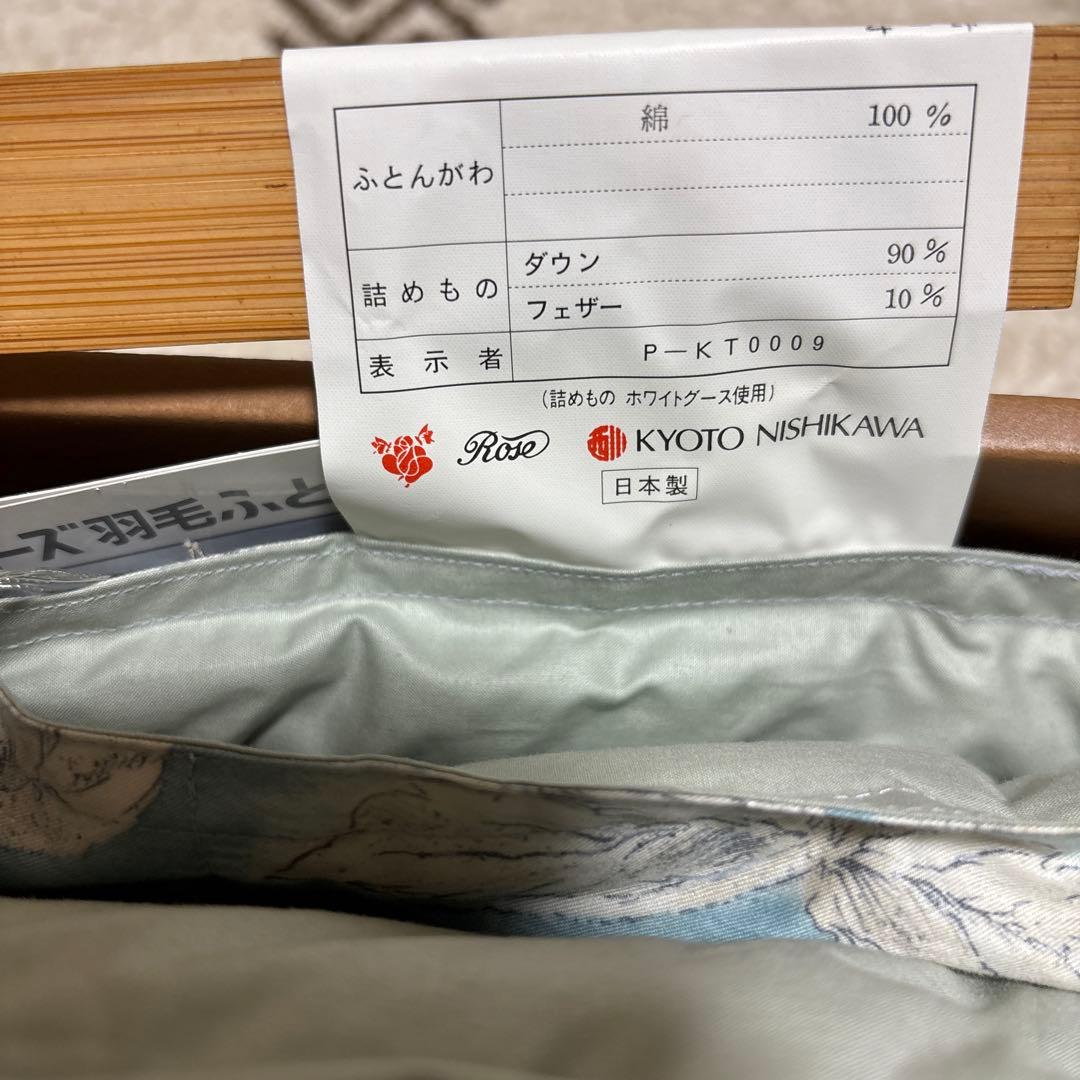 綿 100 %
ふとんがわ
ダウン 90 %
詰めもの
フェザー 10 %
表示者 P-KT0009
(詰めもの ホワイトグース使用)
Rose 西川 KYOTO NISHIKAWA
日本製
ーズ羽毛ふと